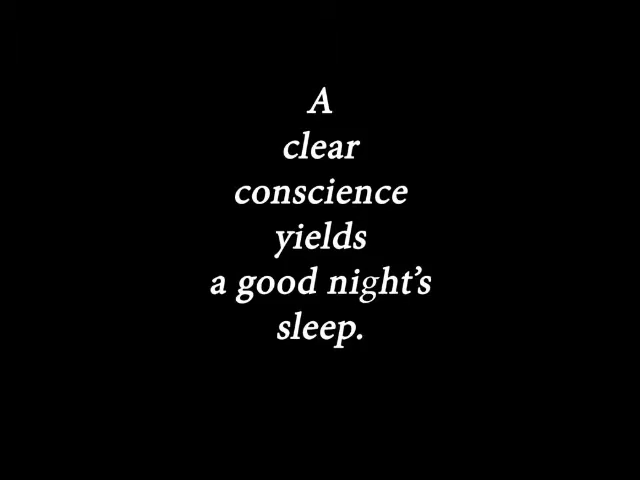 A
clear
conscience
yields
a good night’s
sleep.